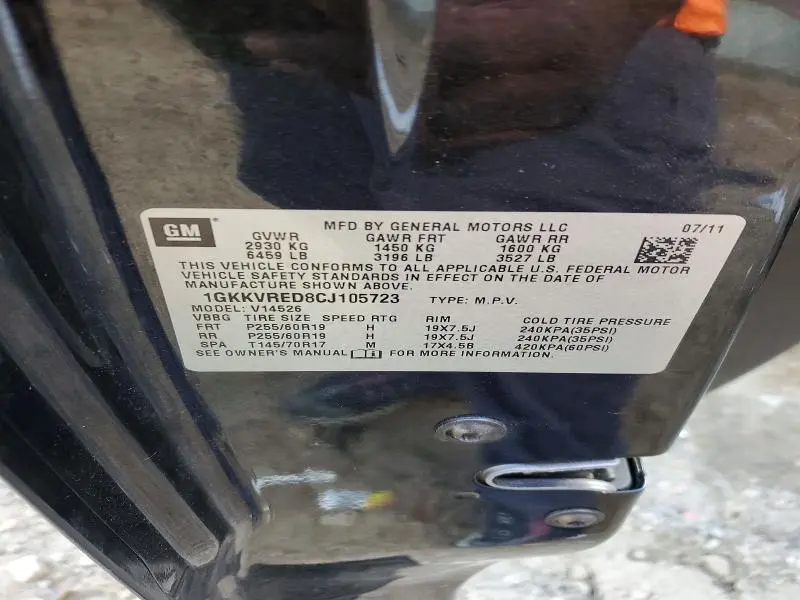 GM
MFD BY GENERAL MOTORS LLC
07/11
GVWR GAWR FRT GAWR RR
2930 KG 1450 KG 1600 KG
6459 LB 3196 LB 3527 LB
THIS VEHICLE CONFORMS TO ALL APPLICABLE U.S. FEDERAL MOTOR
VEHICLE SAFETY STANDARDS IN EFFECT ON THE DATE OF
MANUFACTURE SHOWN ABOVE.
1GKKVRED8CJ105723 TYPE: M.P.V.
MODEL: V14526
VBBG TIRE SIZE SPEED RTG RIM COLD TIRE PRESSURE
FRT P255/60R19 H 19X7.5J 240KPA(35PSI)
RR P255/60R19 H 19X7.5J 240KPA(35PSI)
SPA T145/70R17 M 17X4.5B 420KPA(60PSI)
SEE OWNER'S MANUAL FOR MORE INFORMATION.